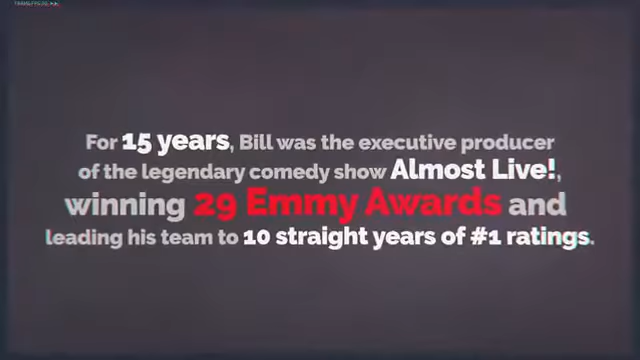 For 15 years, Bill was the executive producer
of the legendary comedy show Almost Live!,
winning 29 Emmy Awards and
leading his team to 10 straight years of #1 ratings.